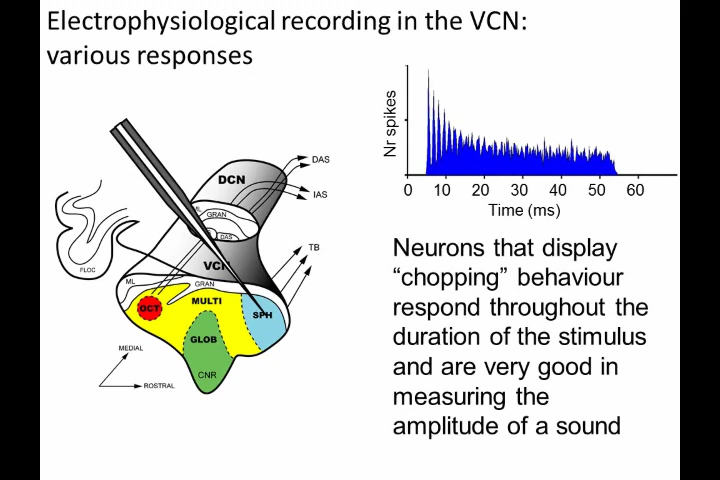 Electrophysiological recording in the VCN:
various responses
Nr spikes
0 10 20 30 40 50 60
Time (ms)
DAS
IAS
DCN
GRAN
DAS
TB
VCN
FLOC
ML
GRAN
OCT
MULTI
SPH
GLOB
CNR
MEDIAL
ROSTRAL
Neurons that display
“chopping” behaviour
respond throughout the
duration of the stimulus
and are very good in
measuring the
amplitude of a sound